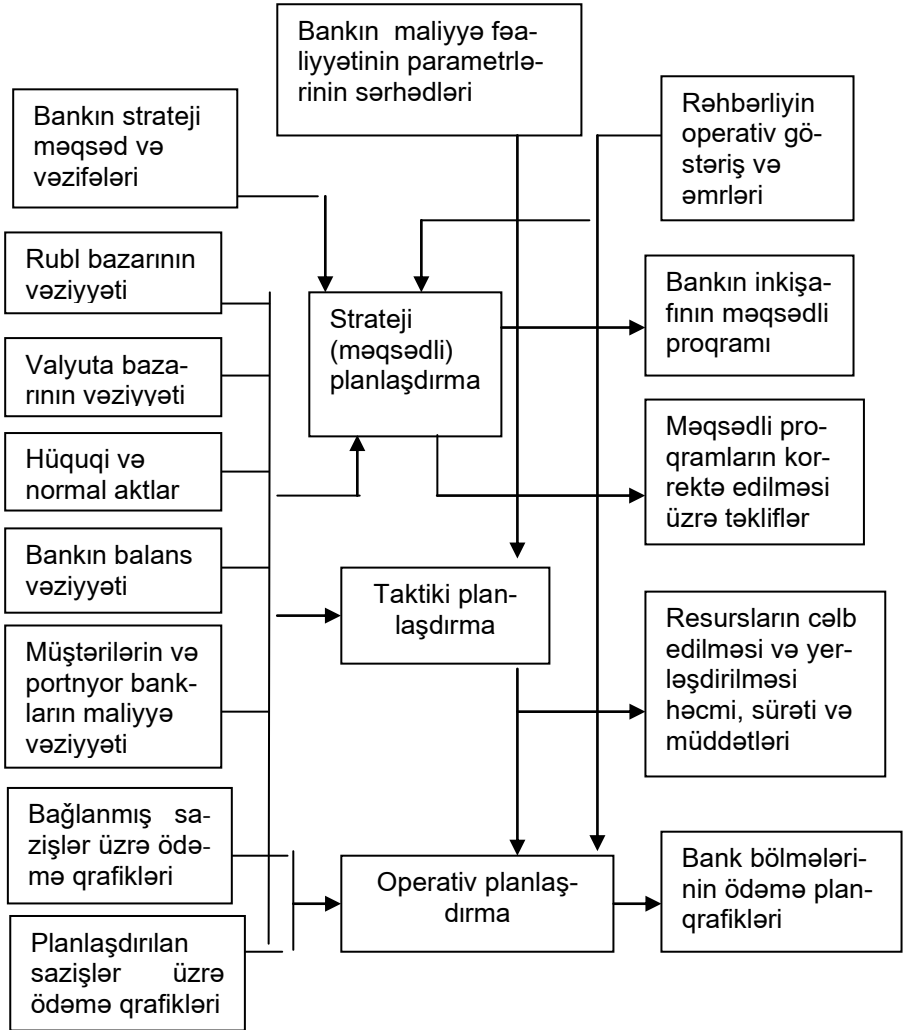 Bankın maliyyə fəa-
liyyətinin parametrlə-
rinin sərhədləri
Bankın strateji
məqsəd və
vəzifələri
Rəhbərliyin
operativ gö-
stəriş və
əmrləri
Rubl bazarının
vəziyyəti
Strateji
(məqsədli)
planlaşdırma
Bankın inkişa-
fının məqsədli
proqramı
Valyuta baza-
rının vəziyyəti
Hüquqi və
normal aktlar
Məqsədli pro-
qramların kor-
rektə edilməsi
üzrə təkliflər
Bankın balans
vəziyyəti
Taktiki plan-
laşdırma
Müştərilərin və
portnyor bank-
ların maliyyə
vəziyyəti
Resursların cəlb
edilməsi və yer-
ləşdirilməsi
həcmi, sürəti və
müddətləri
Bağlanmış sa-
zişlər üzrə ödə-
mə qrafikləri
Operativ planlaş-
dırma
Bank bölmələri-
nin ödəmə plan-
qrafikləri
Planlaşdırılan
sazişlər üzrə
ödəmə qrafikləri